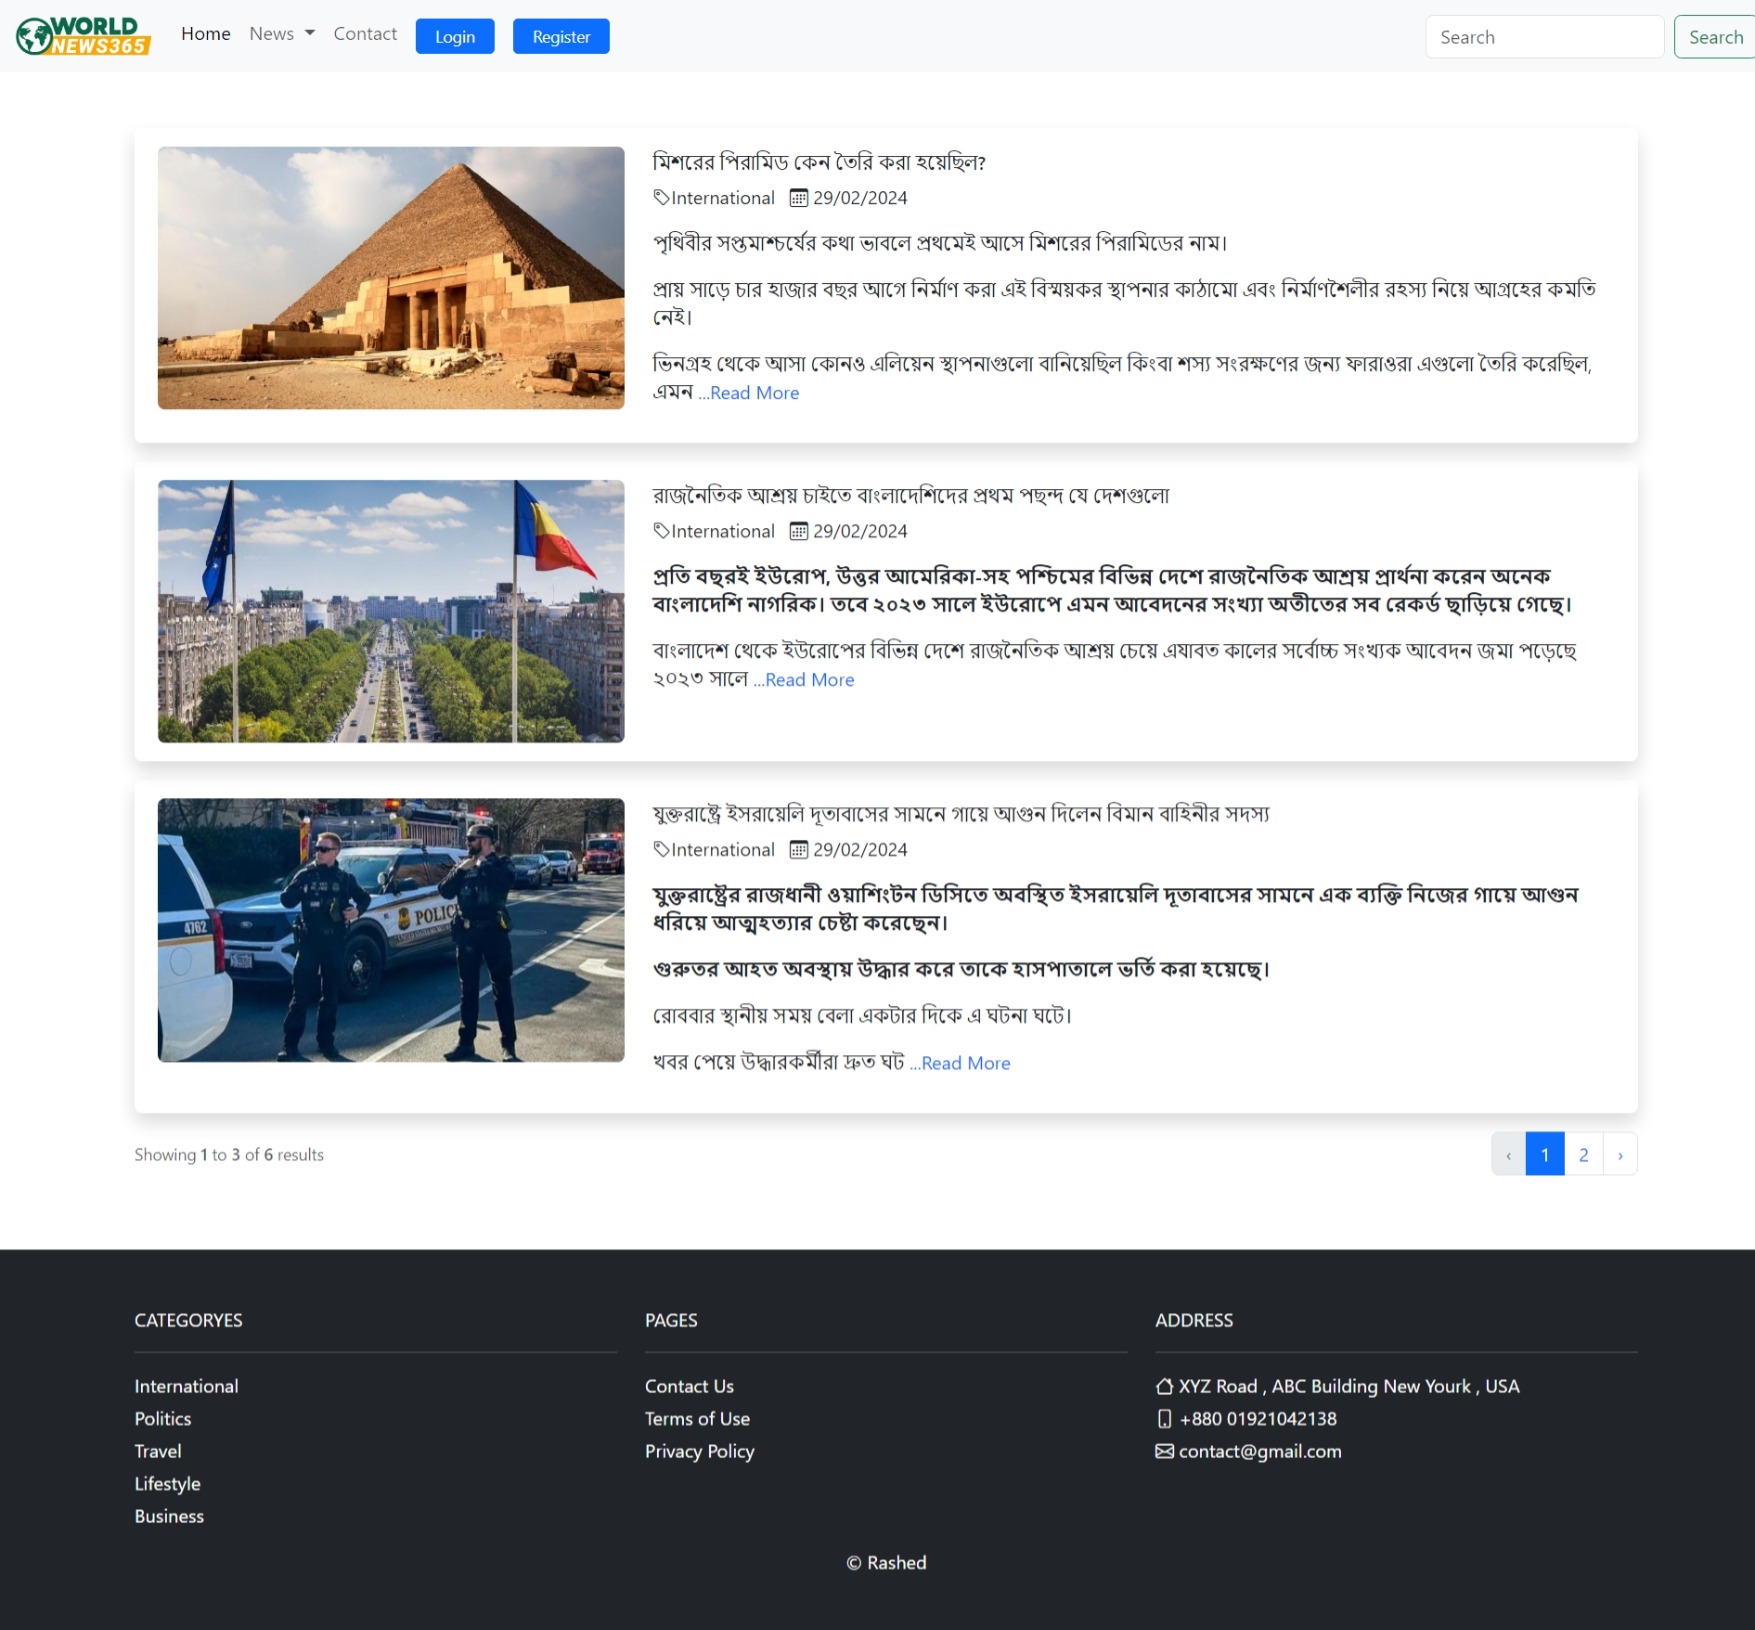 WORLD
NEWS365
Home News Contact Login Register Search Search
মিশরের পিরামিড কেন তৈরি করা হয়েছিল?
International 29/02/2024
পৃথিবীর সপ্তমাশ্চর্যের কথা ভাবলে প্রথমেই আসে মিশরের পিরামিডের নাম।
প্রায় সাড়ে চার হাজার বছর আগে নির্মাণ করা এই বিস্ময়কর স্থাপনার কাঠামো এবং নির্মাণশৈলীর রহস্য নিয়ে আগ্রহের কমতি
নেই।
ভিনগ্রহ থেকে আসা কোনও এলিয়েন স্থাপনাগুলো বানিয়েছিল কিংবা শস্য সংরক্ষণের জন্য ফারাওরা এগুলো তৈরি করেছিল,
এমন ...Read More
রাজনৈতিক আশ্রয় চাইতে বাংলাদেশিদের প্রথম পছন্দ যে দেশগুলো
International 29/02/2024
প্রতি বছরই ইউরোপ, উত্তর আমেরিকা-সহ পশ্চিমের বিভিন্ন দেশে রাজনৈতিক আশ্রয় প্রার্থনা করেন অনেক
বাংলাদেশি নাগরিক। তবে ২০২৩ সালে ইউরোপে এমন আবেদনের সংখ্যা অতীতের সব রেকর্ড ছাড়িয়ে গেছে।
বাংলাদেশ থেকে ইউরোপের বিভিন্ন দেশে রাজনৈতিক আশ্রয় চেয়ে এযাবত কালের সর্বোচ্চ সংখ্যক আবেদন জমা পড়েছে
২০২৩ সালে ...Read More
4762
POLICE
যুক্তরাষ্ট্রে ইসরায়েলি দূতাবাসের সামনে গায়ে আগুন দিলেন বিমান বাহিনীর সদস্য
International 29/02/2024
যুক্তরাষ্ট্রের রাজধানী ওয়াশিংটন ডিসিতে অবস্থিত ইসরায়েলি দূতাবাসের সামনে এক ব্যক্তি নিজের গায়ে আগুন
ধরিয়ে আত্মহত্যার চেষ্টা করেছেন।
গুরুতর আহত অবস্থায় উদ্ধার করে তাকে হাসপাতালে ভর্তি করা হয়েছে।
রোববার স্থানীয় সময় বেলা একটার দিকে এ ঘটনা ঘটে।
খবর পেয়ে উদ্ধারকর্মীরা দ্রুত ঘট ...Read More
Showing 1 to 3 of 6 results
‹ 1 2 ›
CATEGORYES
International
Politics
Travel
Lifestyle
Business
PAGES
Contact Us
Terms of Use
Privacy Policy
ADDRESS
XYZ Road , ABC Building New Yourk , USA
+880 01921042138
contact@gmail.com
© Rashed